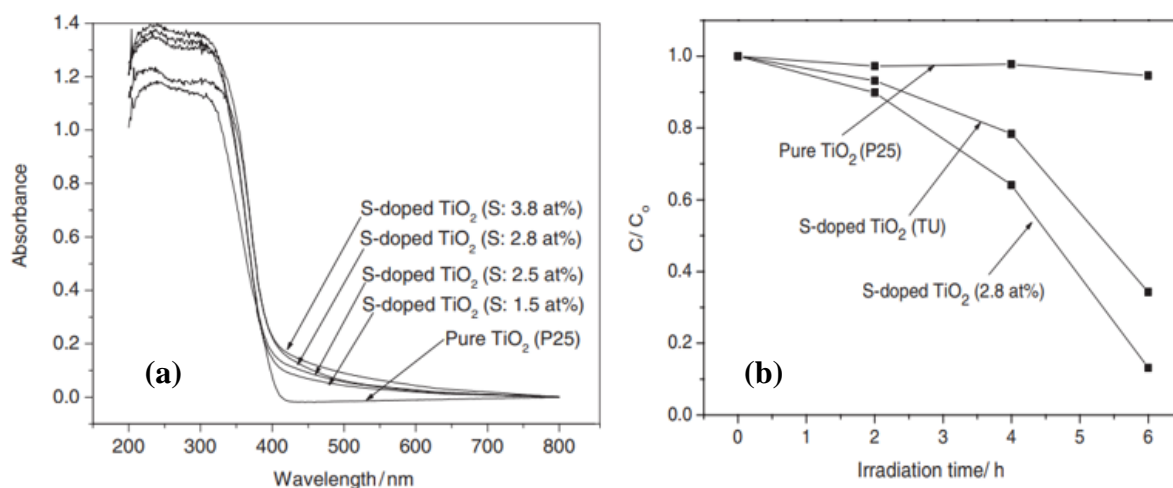 1.4
1.2
1.0
0.8
0.6
0.4
0.2
0.0
Absorbance
S-doped TiO₂ (S: 3.8 at%)
S-doped TiO₂ (S: 2.8 at%)
S-doped TiO₂ (S: 2.5 at%)
S-doped TiO₂ (S: 1.5 at%)
Pure TiO₂ (P25)
(a)
200 300 400 500 600 700 800
Wavelength/nm
1.0
0.8
0.6
0.4
0.2
0.0
C/ Cₒ
Pure TiO₂ (P25)
S-doped TiO₂ (TU)
S-doped TiO₂ (2.8 at%)
(b)
0 1 2 3 4 5 6
Irradiation time/ h